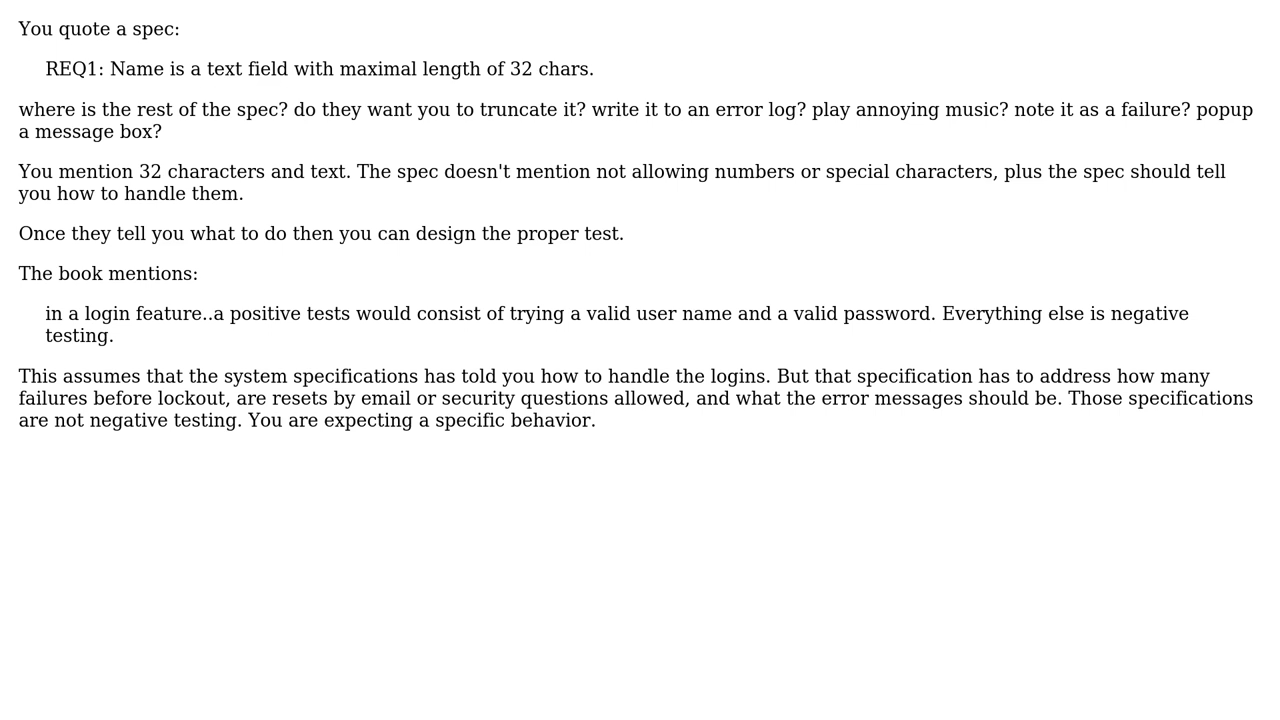 You quote a spec:
REQ1: Name is a text field with maximal length of 32 chars.
where is the rest of the spec? do they want you to truncate it? write it to an error log? play annoying music? note it as a failure? popup
a message box?
You mention 32 characters and text. The spec doesn't mention not allowing numbers or special characters, plus the spec should tell
you how to handle them.
Once they tell you what to do then you can design the proper test.
The book mentions:
in a login feature..a positive tests would consist of trying a valid user name and a valid password. Everything else is negative
testing.
This assumes that the system specifications has told you how to handle the logins. But that specification has to address how many
failures before lockout, are resets by email or security questions allowed, and what the error messages should be. Those specifications
are not negative testing. You are expecting a specific behavior.